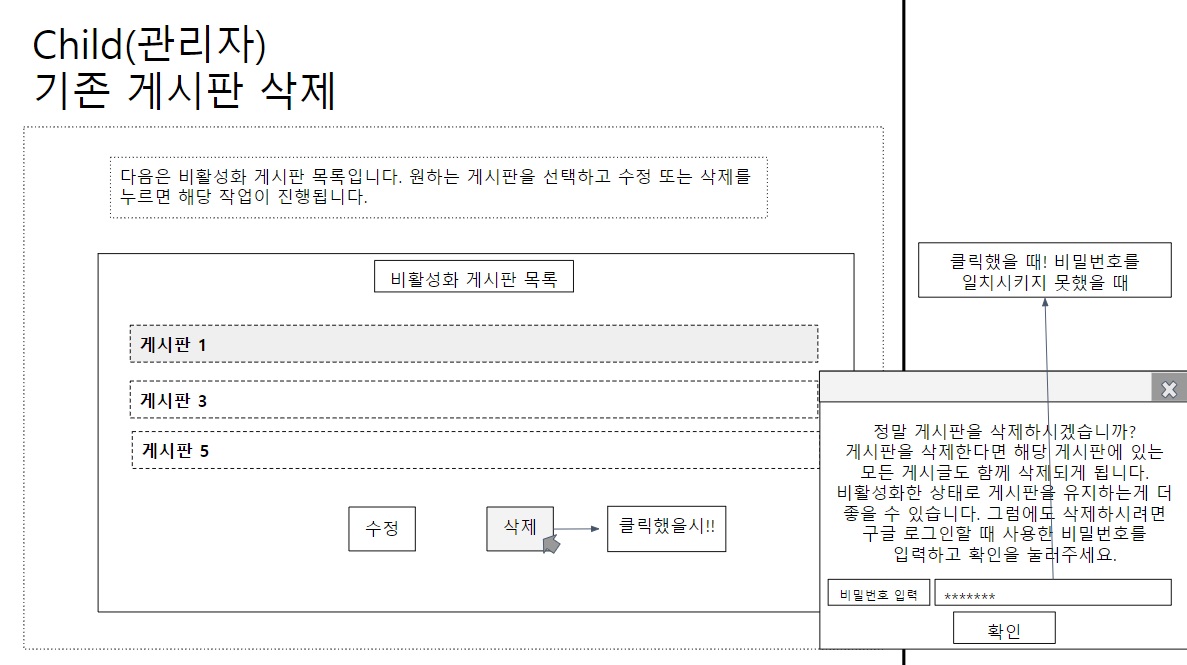 Child(관리자)
기존 게시판 삭제
다음은 비활성화 게시판 목록입니다. 원하는 게시판을 선택하고 수정 또는 삭제를
누르면 해당 작업이 진행됩니다.
비활성화 게시판 목록
게시판 1
게시판 3
게시판 5
수정
삭제
클릭했을시!!
클릭했을 때! 비밀번호를
일치시키지 못했을 때
정말 게시판을 삭제하시겠습니까?
게시판을 삭제한다면 해당 게시판에 있는
모든 게시글도 함께 삭제되게 됩니다.
비활성화한 상태로 게시판을 유지하는게 더
좋을 수 있습니다. 그럼에도 삭제하시려면
구글 로그인할 때 사용한 비밀번호를
입력하고 확인을 눌러주세요.
비밀번호 입력
*******
확인